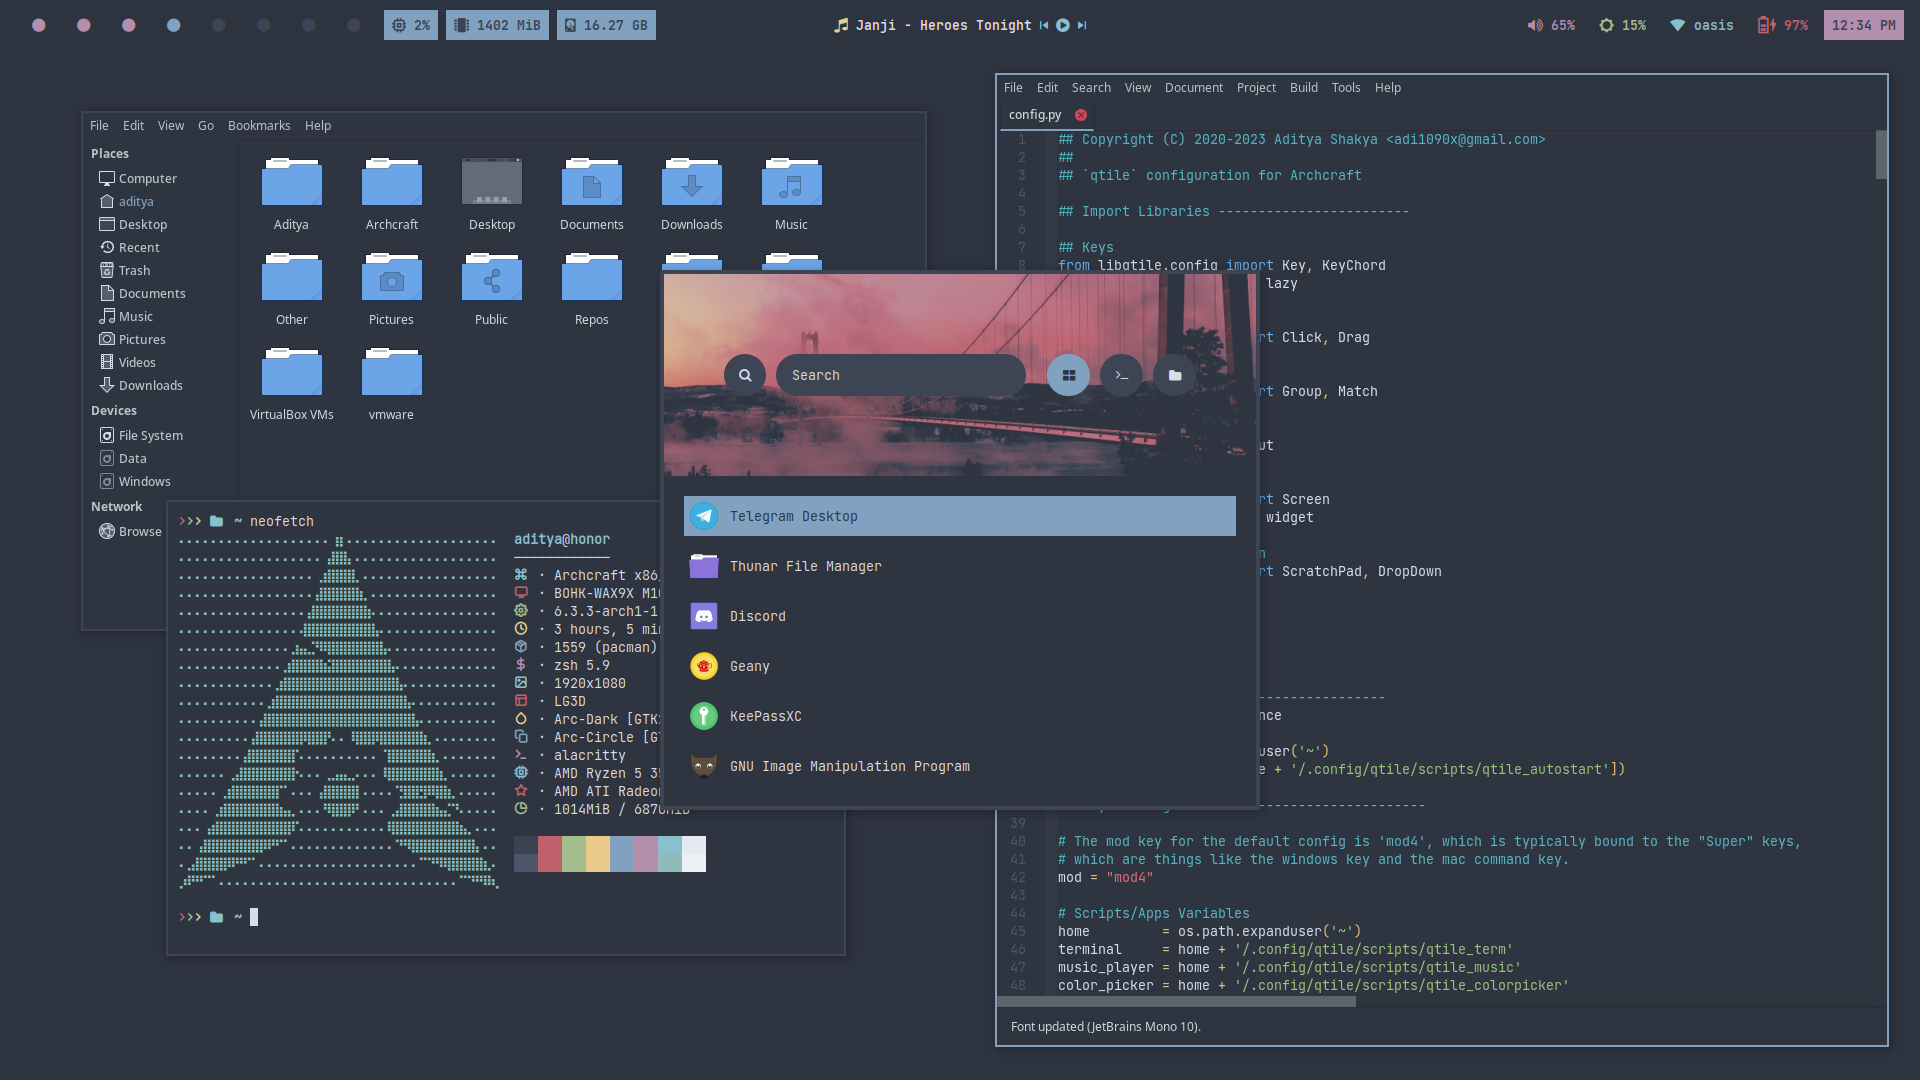 2%
1402 MiB
16.27 GB
Janji - Heroes Tonight
65%
15%
oasis
97%
12:34 PM
File Edit View Go Bookmarks Help
Places
Computer
aditya
Desktop
Recent
Trash
Documents
Music
Pictures
Videos
Downloads
Devices
File System
Data
Windows
Network
Browse
Aditya
Archcraft
Desktop
Documents
Downloads
Music
Other
Pictures
Public
Repos
VirtualBox VMs
vmware
>>> ~ neofetch
aditya@honor
· Archcraft x86_
· BOHK-WAX9X M1
· 6.3.3-arch1-1
· 3 hours, 5 mi
· 1559 (pacman)
· zsh 5.9
· 1920x1080
· LG3D
· Arc-Dark [GTK
· Arc-Circle [G
· alacritty
· AMD Ryzen 5 3
· AMD ATI Radeo
· 1014MiB / 6870MiB
>>> ~
Search
>_
Telegram Desktop
Thunar File Manager
Discord
Geany
KeePassXC
GNU Image Manipulation Program
File Edit Search View Document Project Build Tools Help
config.py
1 ## Copyright (C) 2020-2023 Aditya Shakya <adi1090x@gmail.com>
2 ##
3 ## `qtile` configuration for Archcraft
4
5 ## Import Libraries ------------------------
6
7 ## Keys
8 from libqtile.config import Key, KeyChord
lazy
rt Click, Drag
rt Group, Match
ut
rt Screen
widget
n
rt ScratchPad, DropDown
----------------
nce
user('~')
e + '/.config/qtile/scripts/qtile_autostart'])
---------------------
39
40 # The mod key for the default config is 'mod4', which is typically bound to the "Super" keys,
41 # which are things like the windows key and the mac command key.
42 mod = "mod4"
43
44 # Scripts/Apps Variables
45 home = os.path.expanduser('~')
46 terminal = home + '/.config/qtile/scripts/qtile_term'
47 music_player = home + '/.config/qtile/scripts/qtile_music'
48 color_picker = home + '/.config/qtile/scripts/qtile_colorpicker'
Font updated (JetBrains Mono 10).